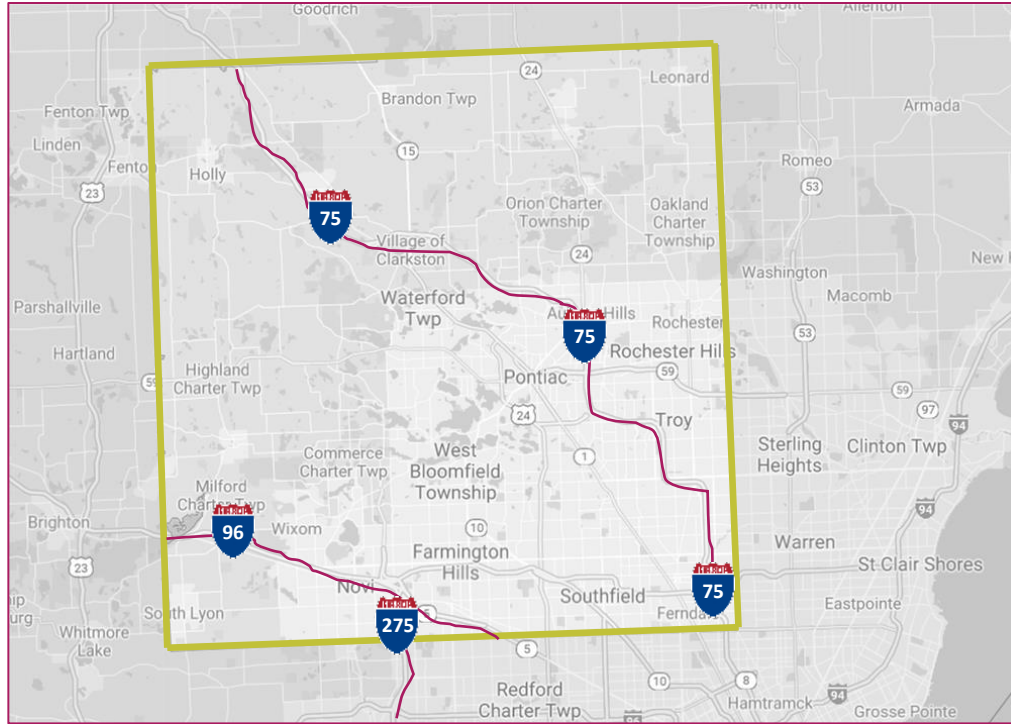 Goodrich
Almont
Allenton
24
Leonard
Brandon Twp
Armada
Fenton Twp
Linden
Fenton
15
Romeo
Holly
23
53
75
Orion Charter
Township
Oakland
Charter
Township
Village of
Clarkston
24
Washington
New
Waterford
Twp
Macomb
Parshallville
Hills
75
Rochester
53
Rochester Hills
Hartland
Highland
Charter Twp
59
Pontiac
59
59
24
97
94
Troy
Sterling
Heights
Clinton Twp
West
Bloomfield
Township
Commerce
Charter Twp
1
Milford
Charter Twp
96
Wixom
10
94
Brighton
Warren
Farmington
Hills
St Clair Shores
23
Novi
75
Southfield
Eastpointe
South Lyon
275
5
Ferndale
Whitmore
Lake
5
10
8
Redford
Charter Twp
Hamtramck
94
96
Grosse Pointe